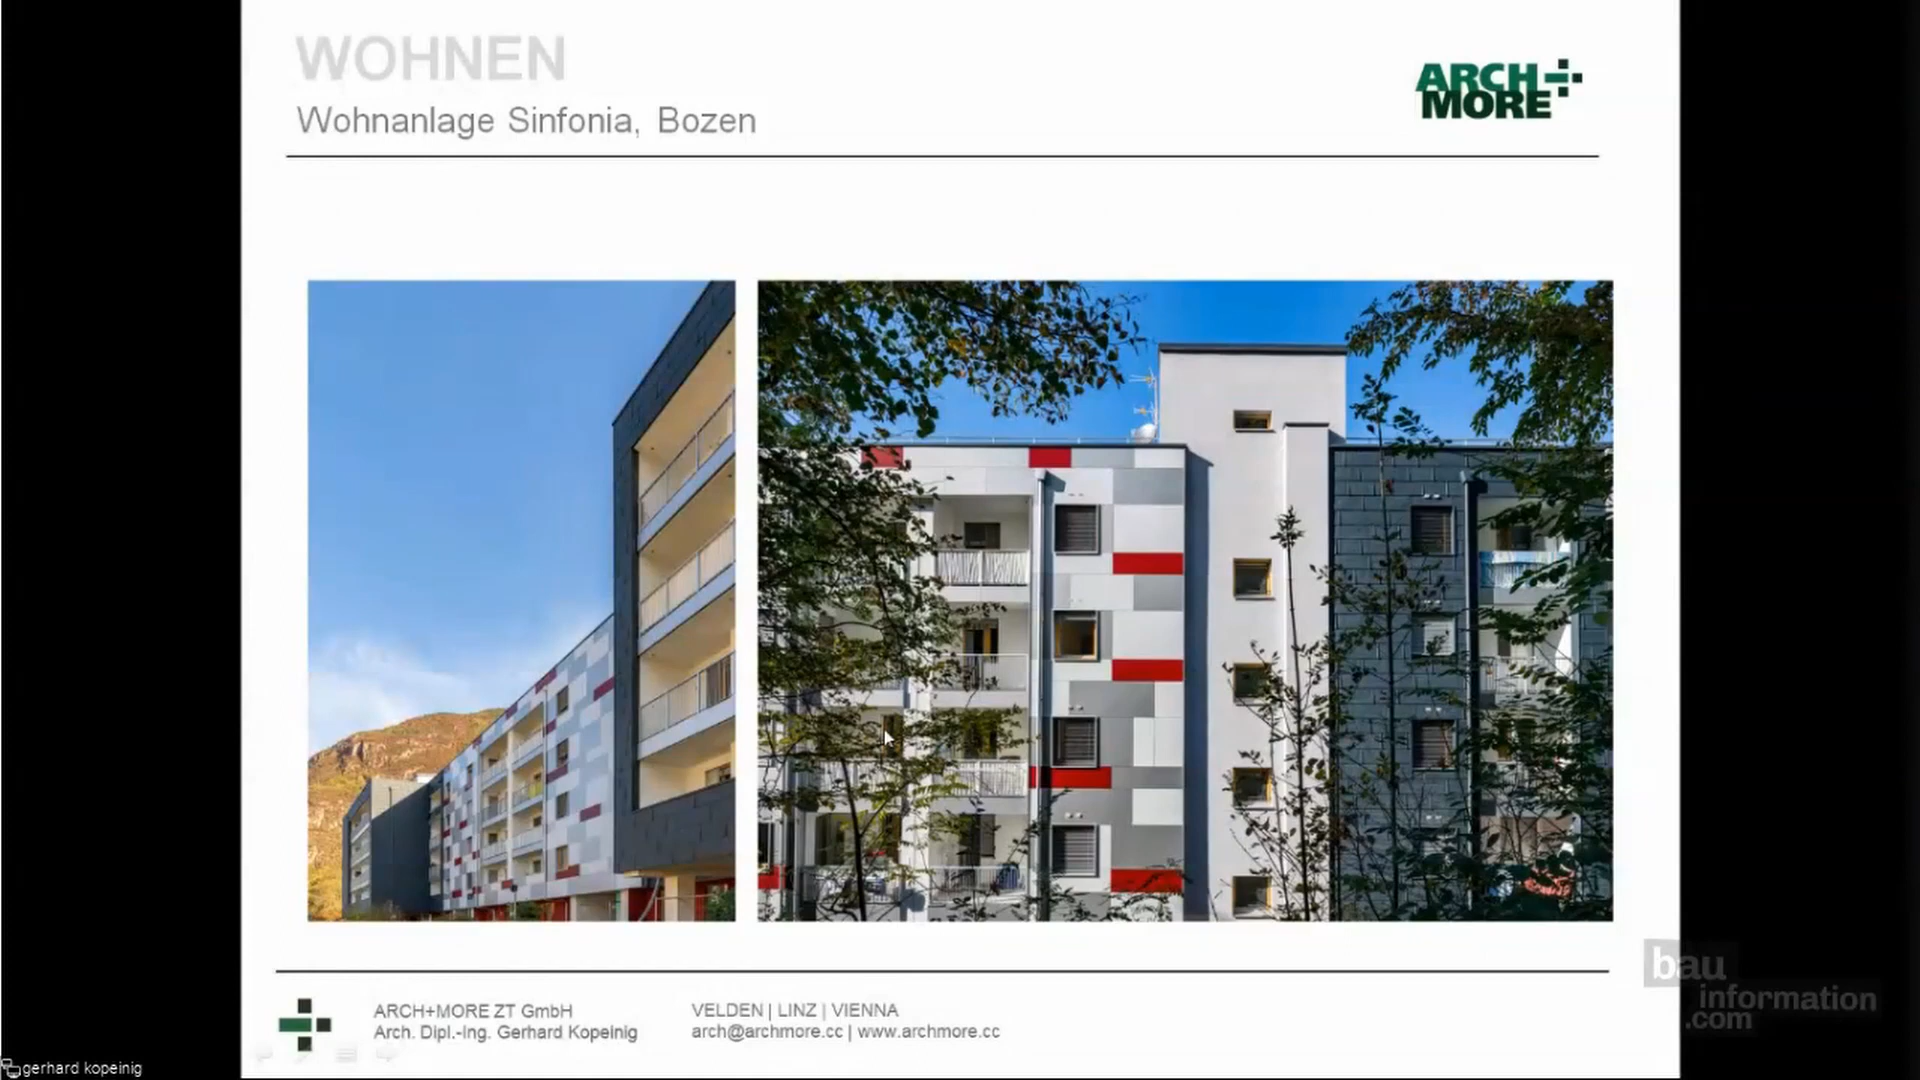 WOHNEN
Wohnanlage Sinfonia, Bozen
ARCH
MORE
ARCH+MORE ZT GmbH
Arch. Dipl.-Ing. Gerhard Kopeinig
VELDEN | LINZ | VIENNA
arch@archmore.cc | www.archmore.cc
bau
information
.com
gerhard kopeinig